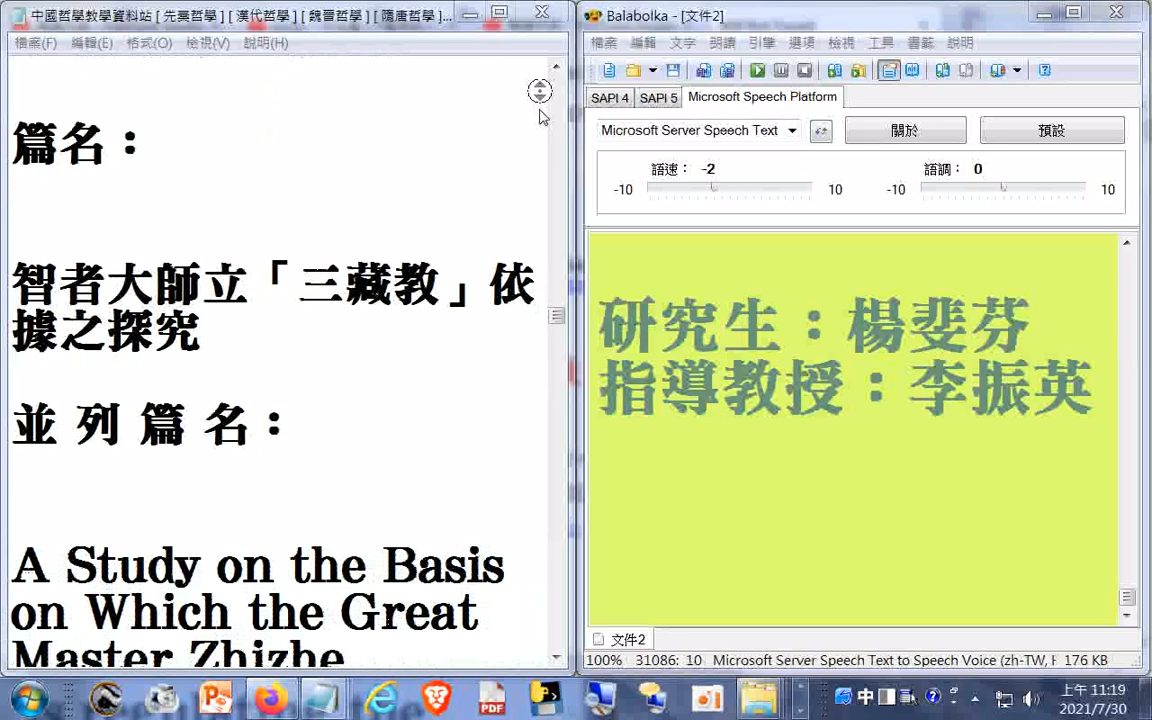 中國哲學教學資料站 [ 先秦哲學 ] [ 漢代哲學 ] [ 魏晉哲學 ] [ 隋唐哲學 ]...
檔案(F) 編輯(E) 格式(O) 檢視(V) 說明(H)
篇名：
智者大師立「三藏教」依
據之探究
並 列 篇 名：
A Study on the Basis
on Which the Great
Master Zhizhe
Balabolka - [文件2]
檔案 編輯 文字 朗讀 引擎 選項 檢視 工具 書籤 說明
SAPI 4 SAPI 5 Microsoft Speech Platform
Microsoft Server Speech Text 關於 預設
語速： -2 語調： 0
-10 10 -10 10
研究生：楊斐芬
指導教授：李振英
文件2
100% 31086: 10 Microsoft Server Speech Text to Speech Voice (zh-TW, H 176 KB
中
上午 11:19
2021/7/30